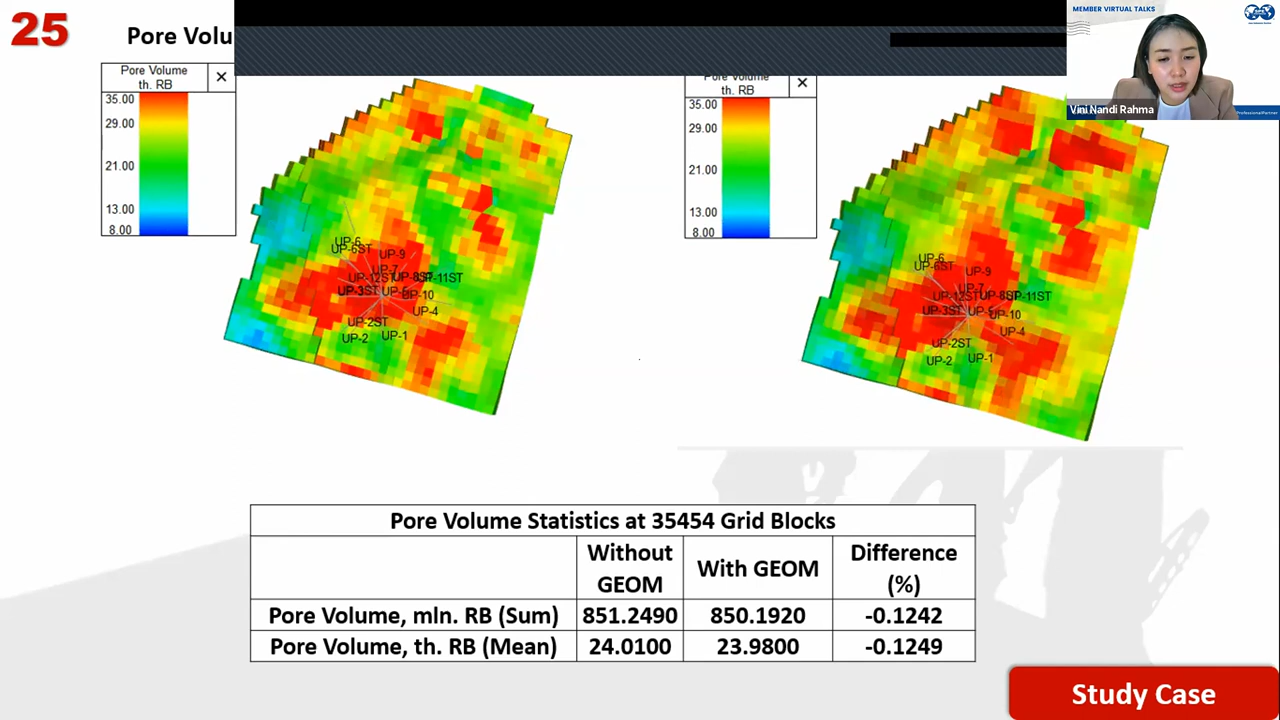 25
Pore Volu
MEMBER VIRTUAL TALKS
Vini Nandi Rahma
Pore Volume
th. RB
35.00
29.00
21.00
13.00
8.00
UP-6
UP-6ST
UP-9
UP-7
UP-12ST
UP-8ST
UP-11ST
UP-3ST
UP-10
UP-4
UP-2ST
UP-2
UP-1
Pore Volume
th. RB
35.00
29.00
21.00
13.00
8.00
UP-6
UP-6ST
UP-9
UP-7
UP-12ST
UP-8ST
UP-11ST
UP-3ST
UP-10
UP-4
UP-2ST
UP-2
UP-1
Pore Volume Statistics at 35454 Grid Blocks
Without GEOM
With GEOM
Difference (%)
Pore Volume, mln. RB (Sum) 851.2490 850.1920 -0.1242
Pore Volume, th. RB (Mean) 24.0100 23.9800 -0.1249
Study Case